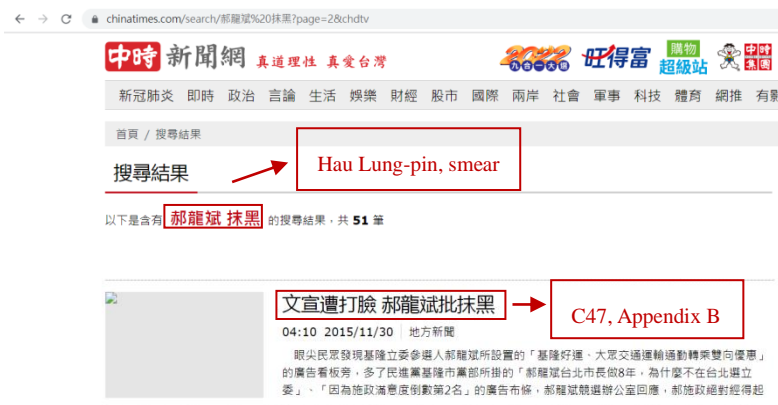 chinatimes.com/search/郝龍斌%20抹黑?page=2&chdtv
中時 新聞網 真道理性 真愛台灣
2022 九合一大選 旺得富 購物超級站 中時集團
新冠肺炎 即時 政治 言論 生活 娛樂 財經 股市 國際 兩岸 社會 軍事 科技 體育 網推 有影
首頁 / 搜尋結果
搜尋結果
Hau Lung-pin, smear
以下是含有 郝龍斌 抹黑 的搜尋結果，共 51 筆
文宣遭打臉 郝龍斌批抹黑
C47, Appendix B
04:10 2015/11/30 地方新聞
眼尖民眾發現基隆立委參選人郝龍斌所設置的「基隆好運、大眾交通運輸通勤轉乘雙向優惠」
的廣告看板旁，多了民進黨基隆市黨部所掛的「郝龍斌台北市長做8年，為什麼不在台北選立
委」、「因為施政滿意度倒數第2名」的廣告布條，郝龍斌競選辦公室回應，郝施政絕對經得起